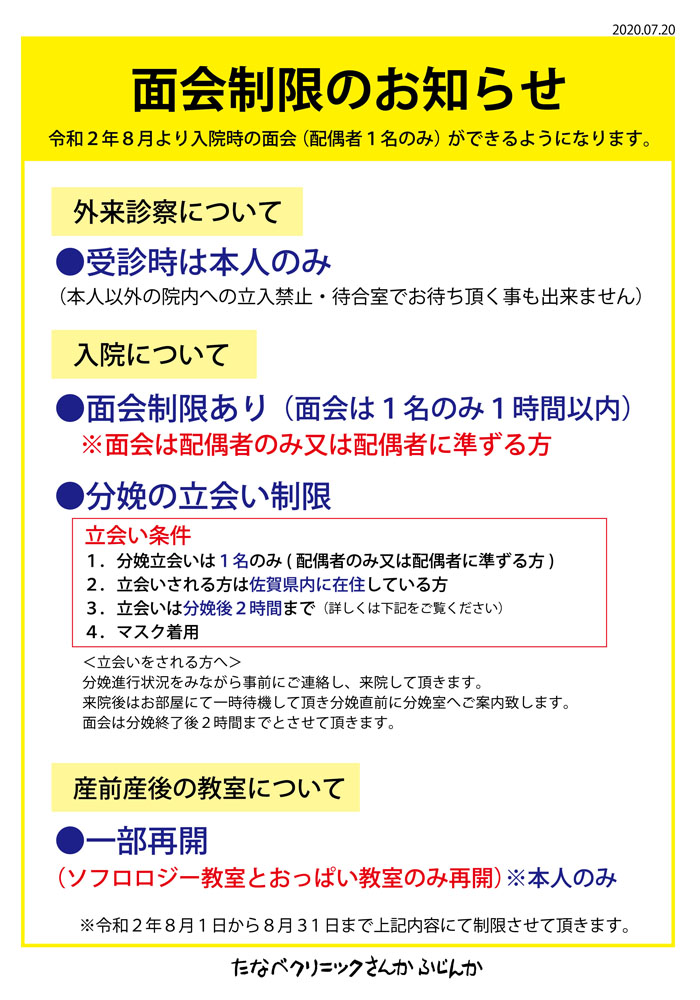 2020.07.20
面会制限のお知らせ
令和２年８月より入院時の面会（配偶者１名のみ）ができるようになります。
外来診察について
●受診時は本人のみ
（本人以外の院内への立入禁止・待合室でお待ち頂く事も出来ません）
入院について
●面会制限あり（面会は１名のみ１時間以内）
※面会は配偶者のみ又は配偶者に準ずる方
●分娩の立会い制限
立会い条件
１．分娩立会いは１名のみ ( 配偶者のみ又は配偶者に準ずる方 )
２．立会いされる方は佐賀県内に在住している方
３．立会いは分娩後２時間まで（詳しくは下記をご覧ください）
４．マスク着用
＜立会いをされる方へ＞
分娩進行状況をみながら事前にご連絡し、来院して頂きます。
来院後はお部屋にて一時待機して頂き分娩直前に分娩室へご案内致します。
面会は分娩終了後２時間までとさせて頂きます。
産前産後の教室について
●一部再開
（ソフロロジー教室とおっぱい教室のみ再開）※本人のみ
※令和２年８月１日から８月３１日まで上記内容にて制限させて頂きます。
たなべクリニックさんかふじんか